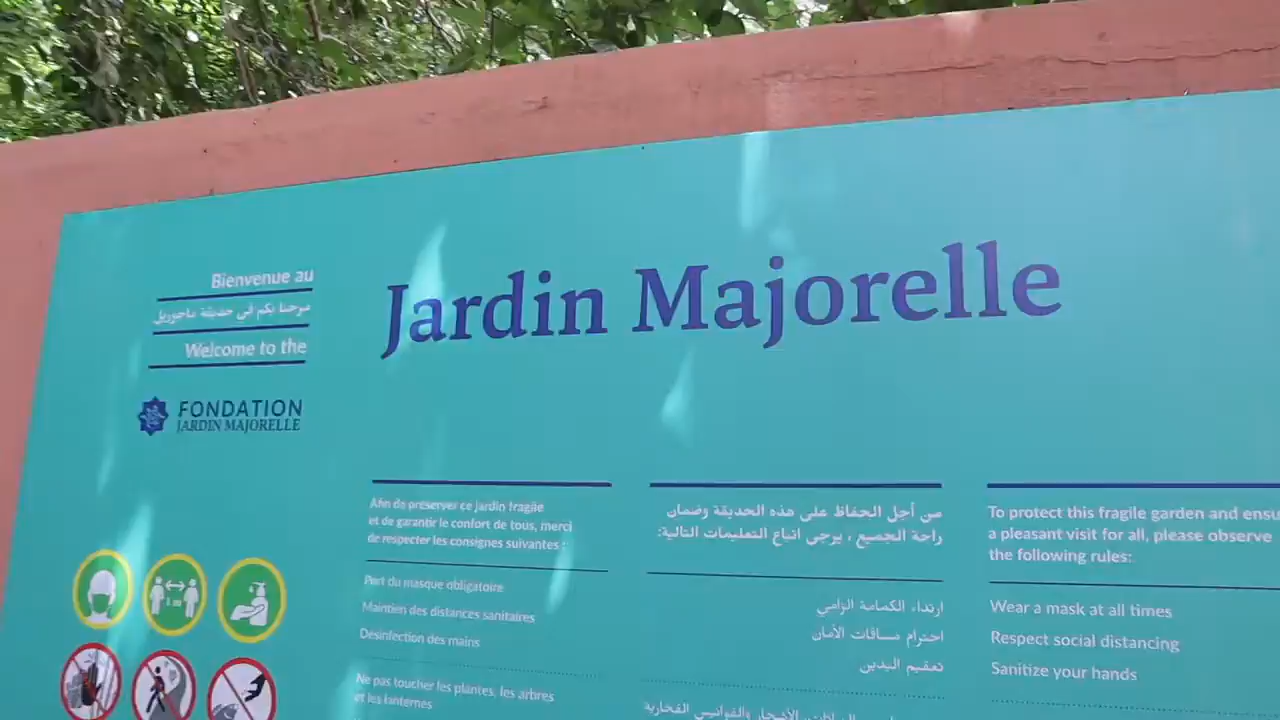 Bienvenue au
مرحبا بكم في حديقة ماجوريل
Welcome to the
Jardin Majorelle
FONDATION
JARDIN MAJORELLE
Afin de préserver ce jardin fragile
et de garantir le confort de tous, merci
de respecter les consignes suivantes :
Port du masque obligatoire
Maintien des distances sanitaires
Désinfection des mains
Ne pas toucher les plantes, les arbres
et les lanternes
من أجل الحفاظ على هذه الحديقة وضمان
راحة الجميع ، يرجى اتباع التعليمات التالية:
ارتداء الكمامة إلزامي
احترام مسافات الأمان
تعقيم اليدين
الأشجار والفوانيس الفخارية
To protect this fragile garden and ensu
a pleasant visit for all, please observe
the following rules:
Wear a mask at all times
Respect social distancing
Sanitize your hands
1 m